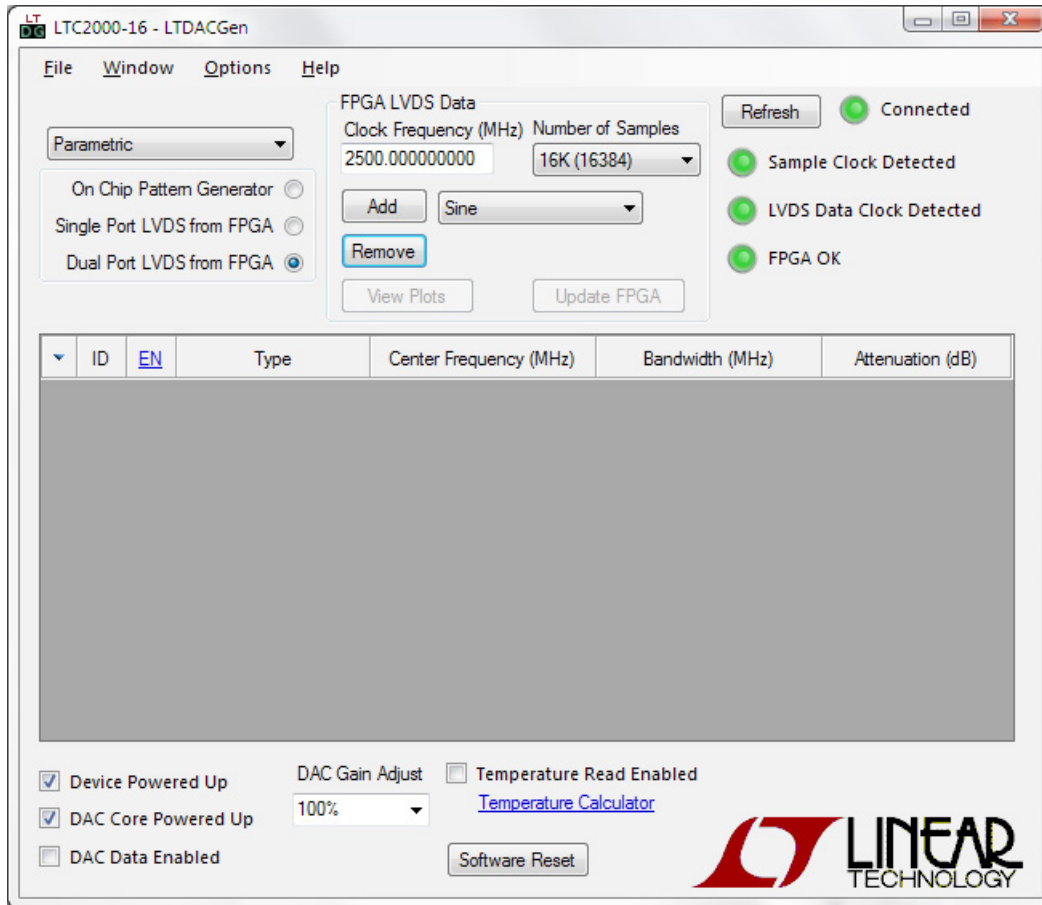 LT
DG LTC2000-16 - LTDACGen
File Window Options Help
Parametric
On Chip Pattern Generator
Single Port LVDS from FPGA
Dual Port LVDS from FPGA
FPGA LVDS Data
Clock Frequency (MHz) Number of Samples
2500.000000000 16K (16384)
Add Sine
Remove
View Plots Update FPGA
Refresh Connected
Sample Clock Detected
LVDS Data Clock Detected
FPGA OK
ID EN Type Center Frequency (MHz) Bandwidth (MHz) Attenuation (dB)
Device Powered Up
DAC Core Powered Up
DAC Data Enabled
DAC Gain Adjust
100%
Temperature Read Enabled
Temperature Calculator
Software Reset
LINEAR
TECHNOLOGY